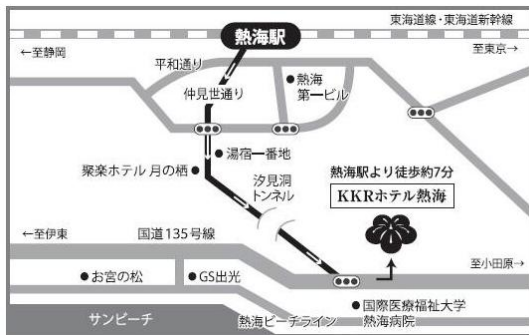 東海道線・東海道新幹線
熱海駅
←至静岡
至東京→
平和通り
●熱海
第一ビル
仲見世通り
●湯宿一番地
聚楽ホテル 月の栖●
汐見洞
トンネル
熱海駅より徒歩約7分
KKRホテル熱海
←至伊東
国道135号線
至小田原→
●お宮の松
●GS出光
●国際医療福祉大学
熱海病院
サンビーチ
熱海ビーチライン